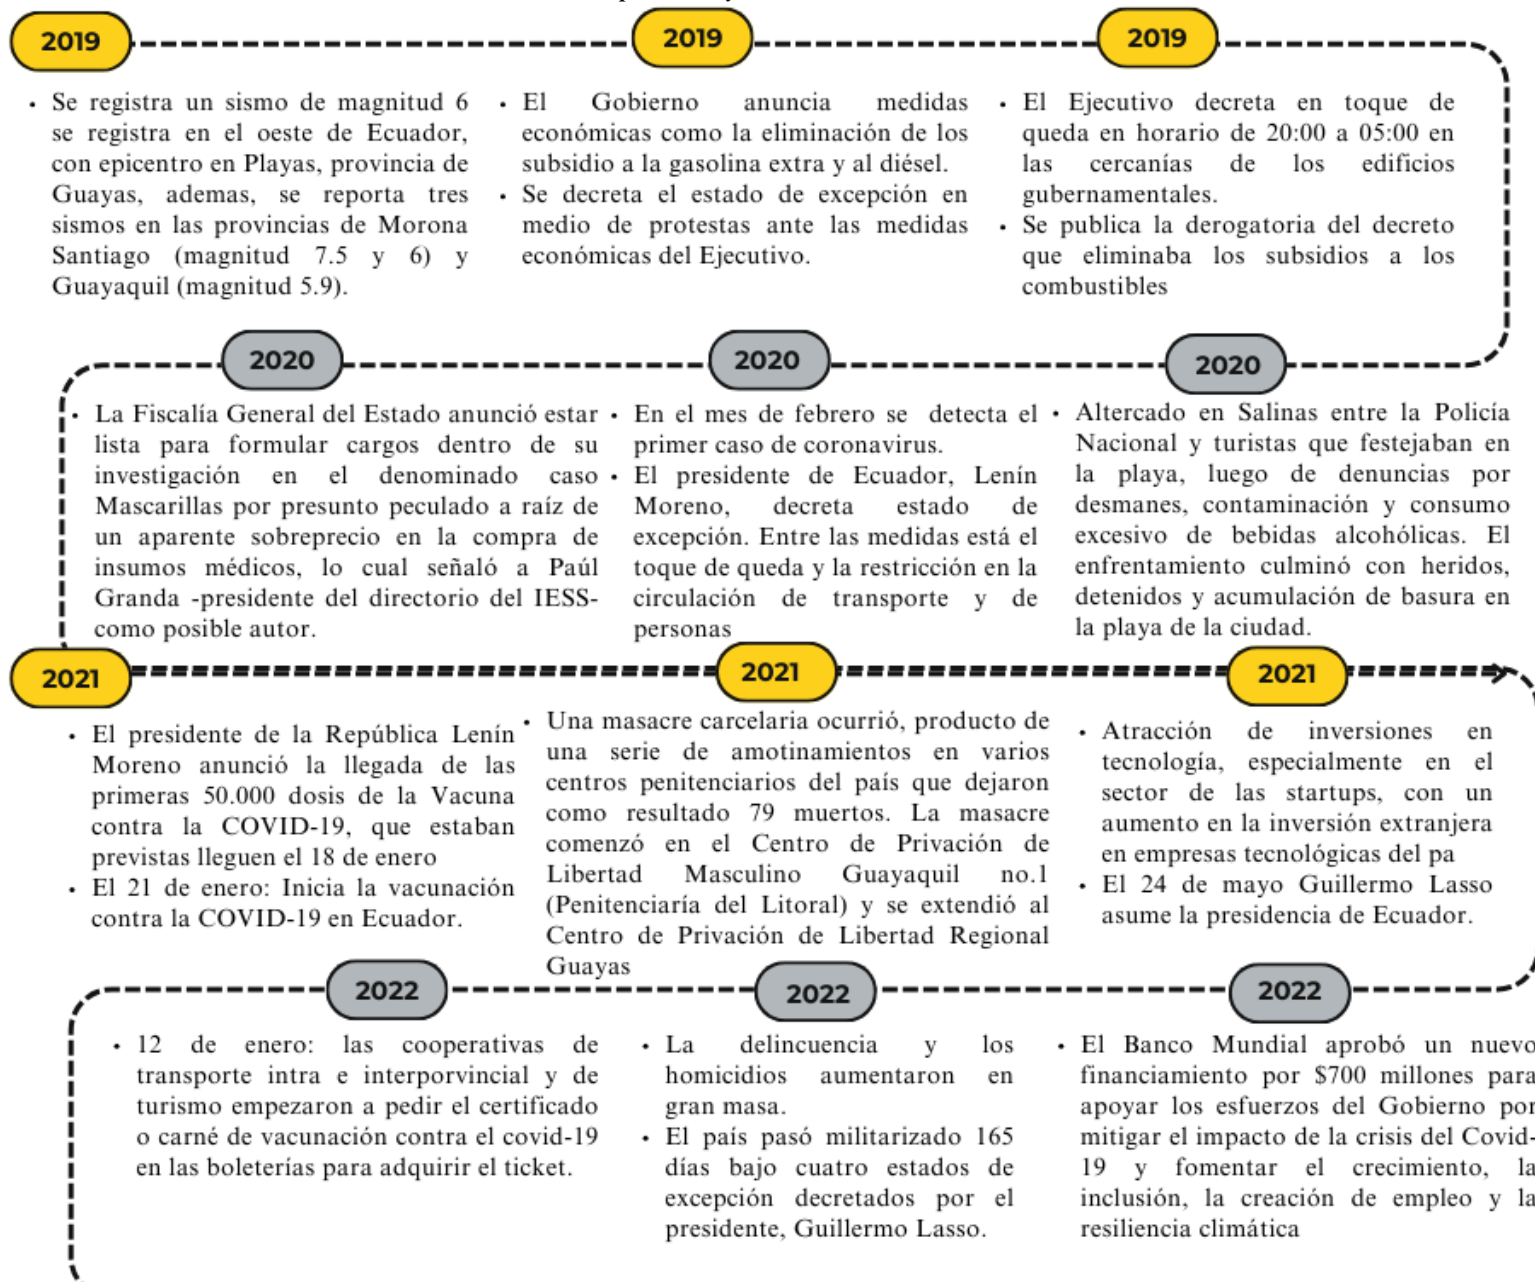 2019
Se registra un sismo de magnitud 6
se registra en el oeste de Ecuador,
con epicentro en Playas, provincia de
Guayas, ademas, se reporta tres
sismos en las provincias de Morona
Santiago (magnitud 7.5 y 6) y
Guayaquil (magnitud 5.9).
2019
El Gobierno anuncia medidas
económicas como la eliminación de los
subsidio a la gasolina extra y al diésel.
Se decreta el estado de excepción en
medio de protestas ante las medidas
económicas del Ejecutivo.
2019
El Ejecutivo decreta en toque de
queda en horario de 20:00 a 05:00 en
las cercanías de los edificios
gubernamentales.
Se publica la derogatoria del decreto
que eliminaba los subsidios a los
combustibles
2020
La Fiscalía General del Estado anunció estar
lista para formular cargos dentro de su
investigación en el denominado caso
Mascarillas por presunto peculado a raíz de
un aparente sobreprecio en la compra de
insumos médicos, lo cual señaló a Paúl
Granda -presidente del directorio del IESS-
como posible autor.
2020
En el mes de febrero se detecta el
primer caso de coronavirus.
El presidente de Ecuador, Lenín
Moreno, decreta estado de
excepción. Entre las medidas está el
toque de queda y la restricción en la
circulación de transporte y de
personas
2020
Altercado en Salinas entre la Policía
Nacional y turistas que festejaban en
la playa, luego de denuncias por
desmanes, contaminación y consumo
excesivo de bebidas alcohólicas. El
enfrentamiento culminó con heridos,
detenidos y acumulación de basura en
la playa de la ciudad.
2021
El presidente de la República Lenín
Moreno anunció la llegada de las
primeras 50.000 dosis de la Vacuna
contra la COVID-19, que estaban
previstas lleguen el 18 de enero
El 21 de enero: Inicia la vacunación
contra la COVID-19 en Ecuador.
2021
Una masacre carcelaria ocurrió, producto de
una serie de amotinamientos en varios
centros penitenciarios del país que dejaron
como resultado 79 muertos. La masacre
comenzó en el Centro de Privación de
Libertad Masculino Guayaquil no.1
(Penitenciaría del Litoral) y se extendió al
Centro de Privación de Libertad Regional
Guayas
2021
Atracción de inversiones en
tecnología, especialmente en el
sector de las startups, con un
aumento en la inversión extranjera
en empresas tecnológicas del pa
El 24 de mayo Guillermo Lasso
asume la presidencia de Ecuador.
2022
12 de enero: las cooperativas de
transporte intra e interporvincial y de
turismo empezaron a pedir el certificado
o carné de vacunación contra el covid-19
en las boleterías para adquirir el ticket.
2022
La delincuencia y los
homicidios aumentaron en
gran masa.
El país pasó militarizado 165
días bajo cuatro estados de
excepción decretados por el
presidente, Guillermo Lasso.
2022
El Banco Mundial aprobó un nuevo
financiamiento por $700 millones para
apoyar los esfuerzos del Gobierno por
mitigar el impacto de la crisis del Covid-
19 y fomentar el crecimiento, la
inclusión, la creación de empleo y la
resiliencia climática